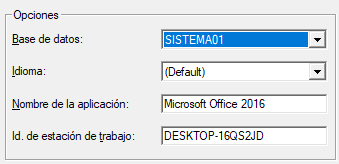 Opciones
Base de datos: SISTEMA01
Idioma: (Default)
Nombre de la aplicación: Microsoft Office 2016
Id. de estación de trabajo: DESKTOP-16QS2JD